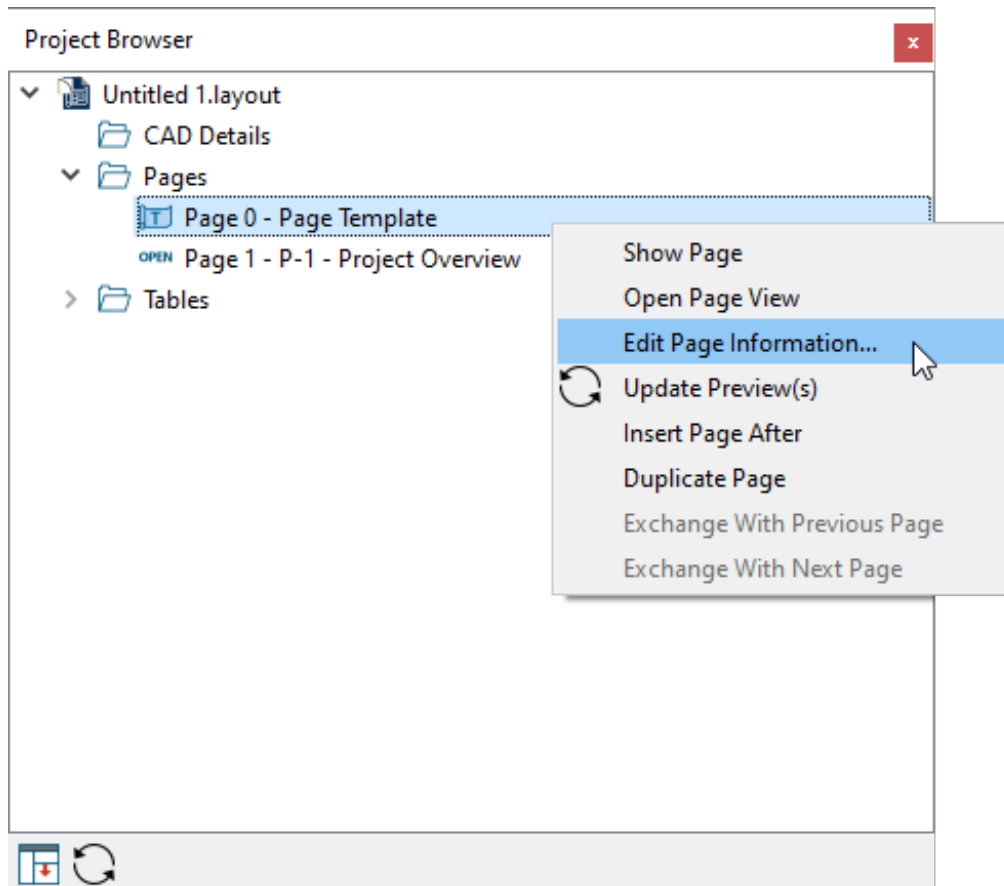 Project Browser
x
Untitled 1.layout
CAD Details
Pages
T Page 0 - Page Template
OPEN Page 1 - P-1 - Project Overview
Tables
Show Page
Open Page View
Edit Page Information...
Update Preview(s)
Insert Page After
Duplicate Page
Exchange With Previous Page
Exchange With Next Page